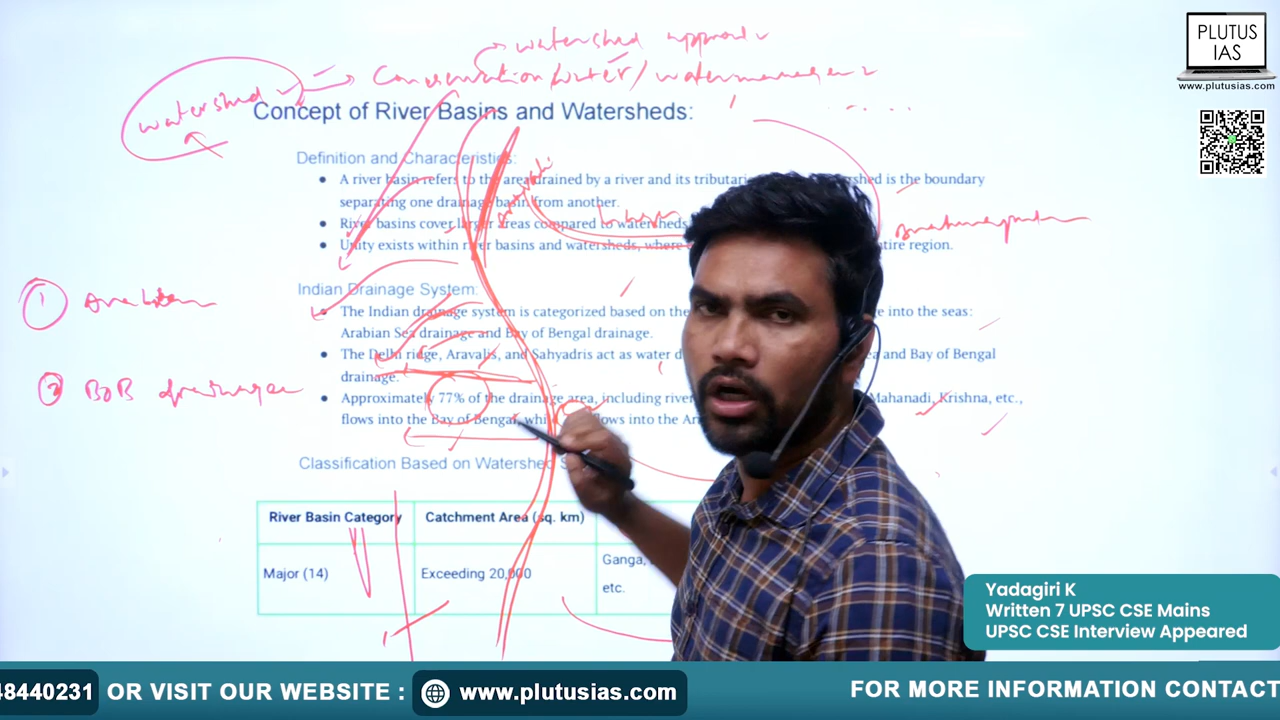 watershed approach
Conservation/water/watermanagement
watershed
PLUTUS
IAS
www.plutusias.com
Concept of River Basins and Watersheds:
Definition and Characteristics:
A river basin refers to the area drained by a river and its tributari
shed is the boundary
separating one drainage basin from another.
River basins cover larger areas compared to watersheds
Unity exists within river basins and watersheds, where
tire region.
Indian Drainage System:
The Indian drainage system is categorized based on the
ge into the seas:
Arabian Sea drainage and Bay of Bengal drainage.
The Delhi ridge, Aravalis, and Sahyadris act as water d
a and Bay of Bengal
drainage.
Approximately 77% of the drainage area, including river
Mahanadi, Krishna, etc.,
flows into the Bay of Bengal, whi
flows into the Ar
1
2 BOB drainage
Classification Based on Watershed S
River Basin Category Catchment Area (sq. km)
Major (14) Exceeding 20,000 Ganga,
etc.
Yadagiri K
Written 7 UPSC CSE Mains
UPSC CSE Interview Appeared
48440231 OR VISIT OUR WEBSITE : www.plutusias.com FOR MORE INFORMATION CONTACT